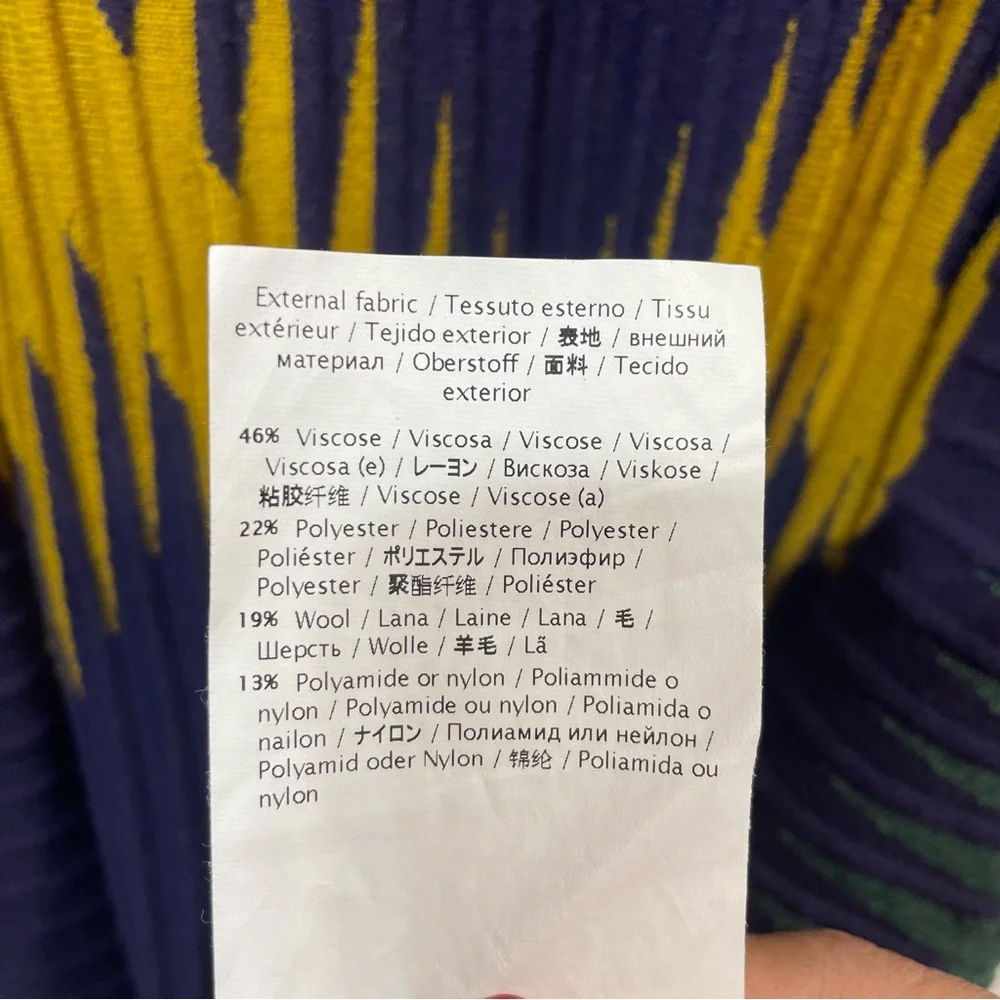 External fabric / Tessuto esterno / Tissu
extérieur / Tejido exterior / 表地 / внешний
материал / Oberstoff / 面料 / Tecido
exterior
46% Viscose / Viscosa / Viscose / Viscosa /
Viscosa (e) / レーヨン / Вискоза / Viskose /
粘胶纤维 / Viscose / Viscose (a)
22% Polyester / Poliestere / Polyester /
Poliéster / ポリエステル / Полиэфир /
Polyester / 聚酯纤维 / Poliéster
19% Wool / Lana / Laine / Lana / 毛 /
Шерсть / Wolle / 羊毛 / Lã
13% Polyamide or nylon / Poliammide o
nylon / Polyamide ou nylon / Poliamida o
nailon / ナイロン / Полиамид или нейлон /
Polyamid oder Nylon / 锦纶 / Poliamida ou
nylon